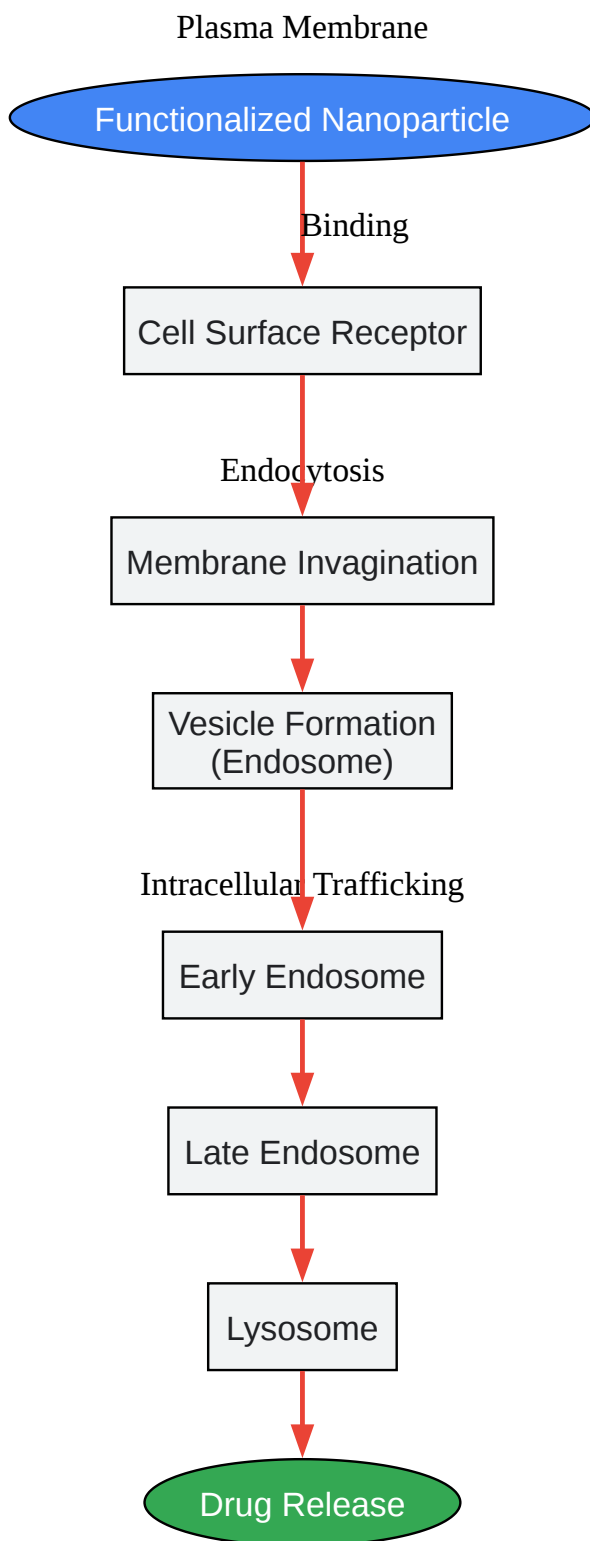 Plasma Membrane
Functionalized Nanoparticle
Binding
Cell Surface Receptor
Endocytosis
Membrane Invagination
Vesicle Formation
(Endosome)
Intracellular Trafficking
Early Endosome
Late Endosome
Lysosome
Drug Release